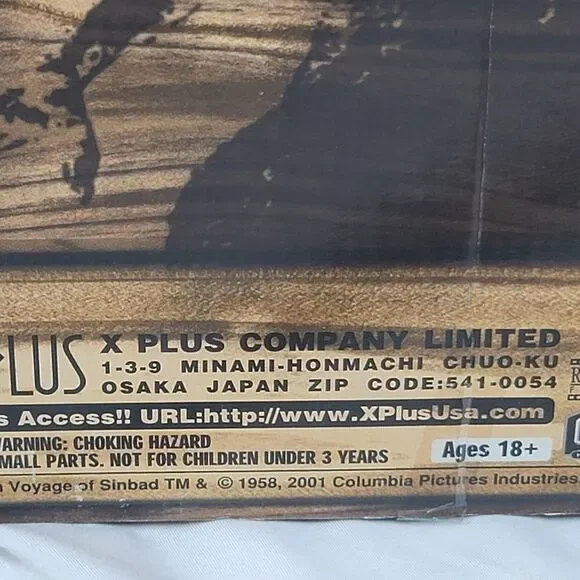 PLUS
X PLUS COMPANY LIMITED
1-3-9 MINAMI-HONMACHI CHUO-KU
OSAKA JAPAN ZIP CODE:541-0054
s Access!! URL:http://www.XPlusUsa.com
WARNING: CHOKING HAZARD
SMALL PARTS. NOT FOR CHILDREN UNDER 3 YEARS
Ages 18+
h Voyage of Sinbad TM & © 1958, 2001 Columbia Pictures Industries